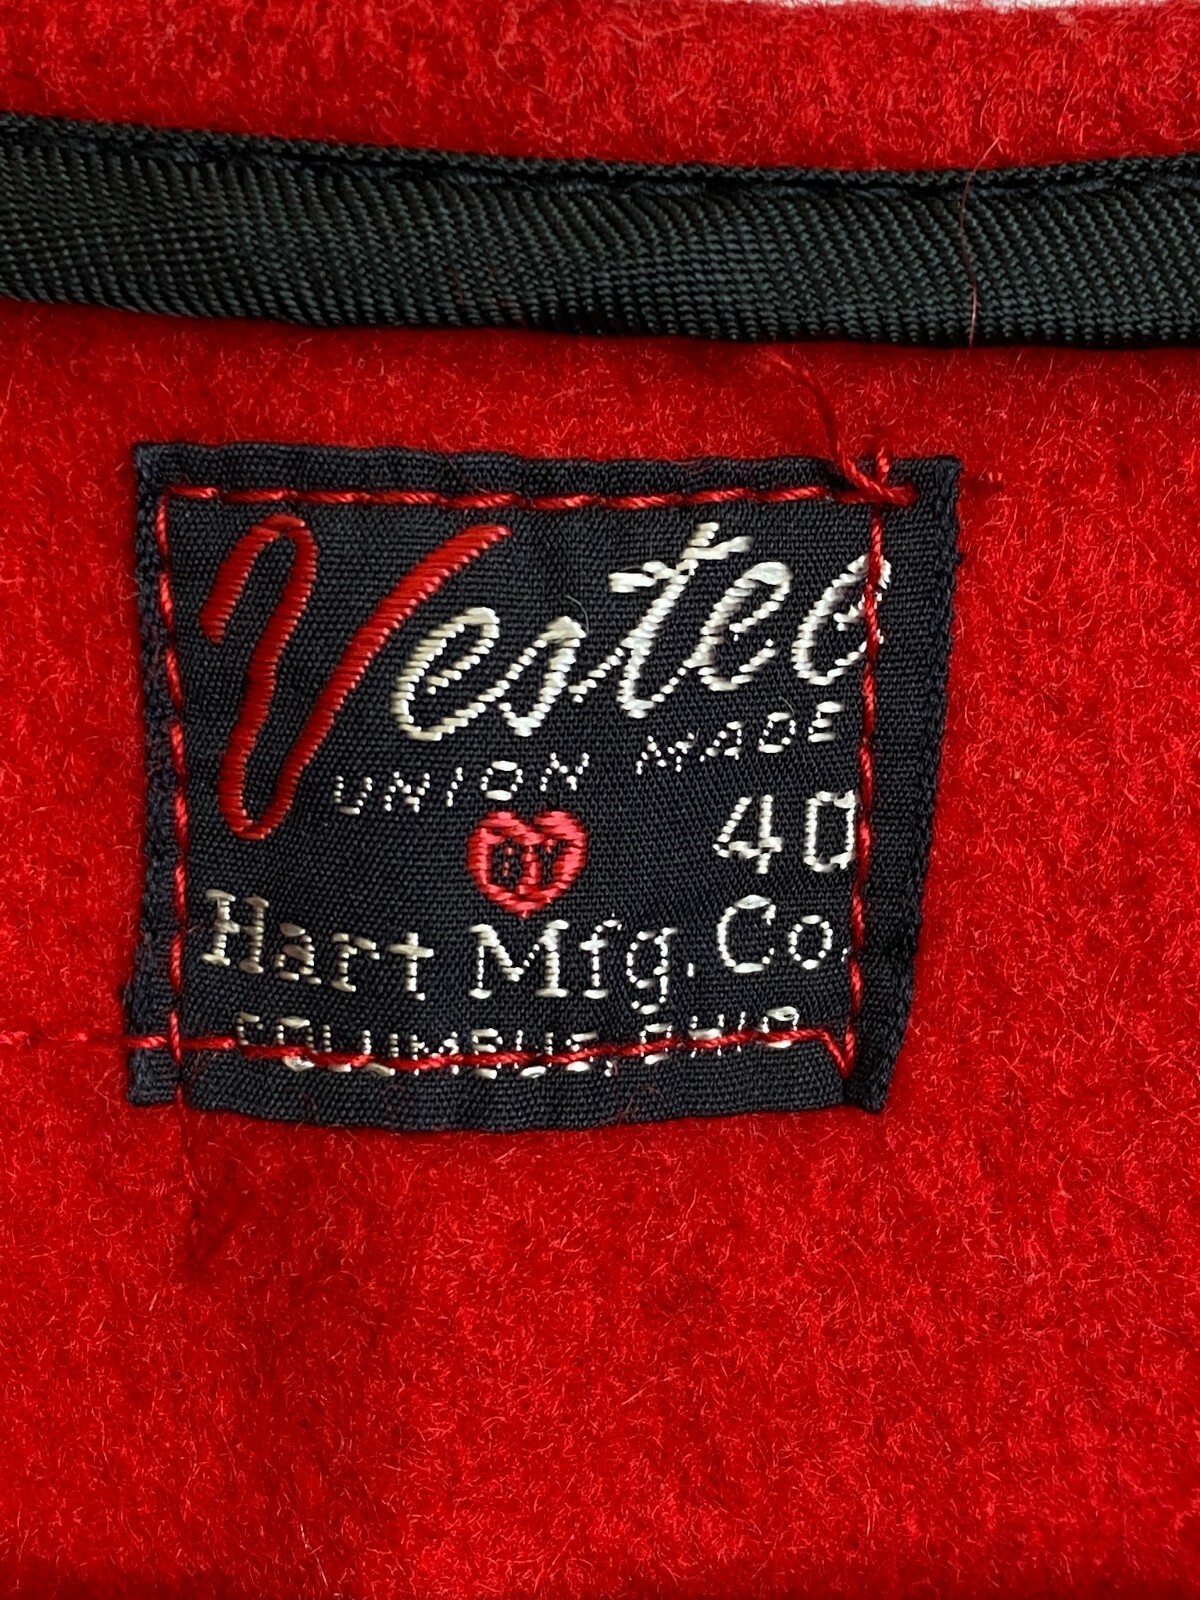 Vestee
UNION MADE
BY 40
Hart Mfg. Co.
COLUMBUS, OHIO